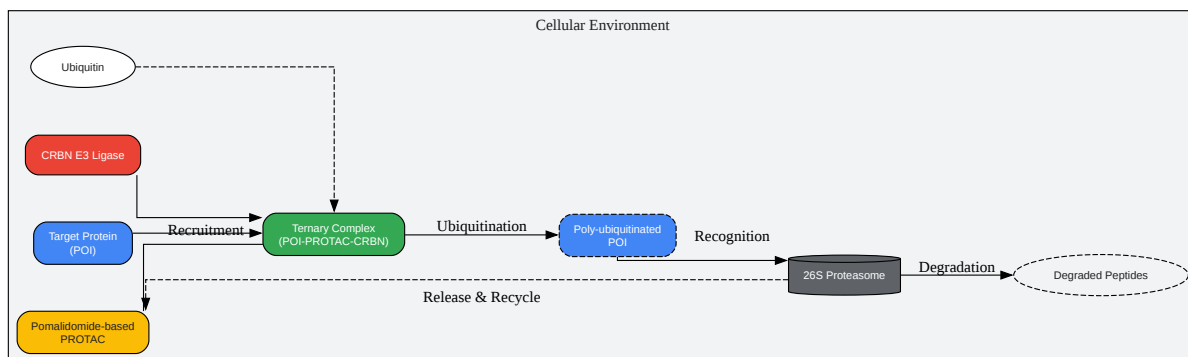 Cellular Environment
Ubiquitin
CRBN E3 Ligase
Target Protein
(POI)
Recruitment
Ternary Complex
(POI-PROTAC-CRBN)
Ubiquitination
Poly-ubiquitinated
POI
Recognition
26S Proteasome
Degradation
Degraded Peptides
Release & Recycle
Pomalidomide-based
PROTAC